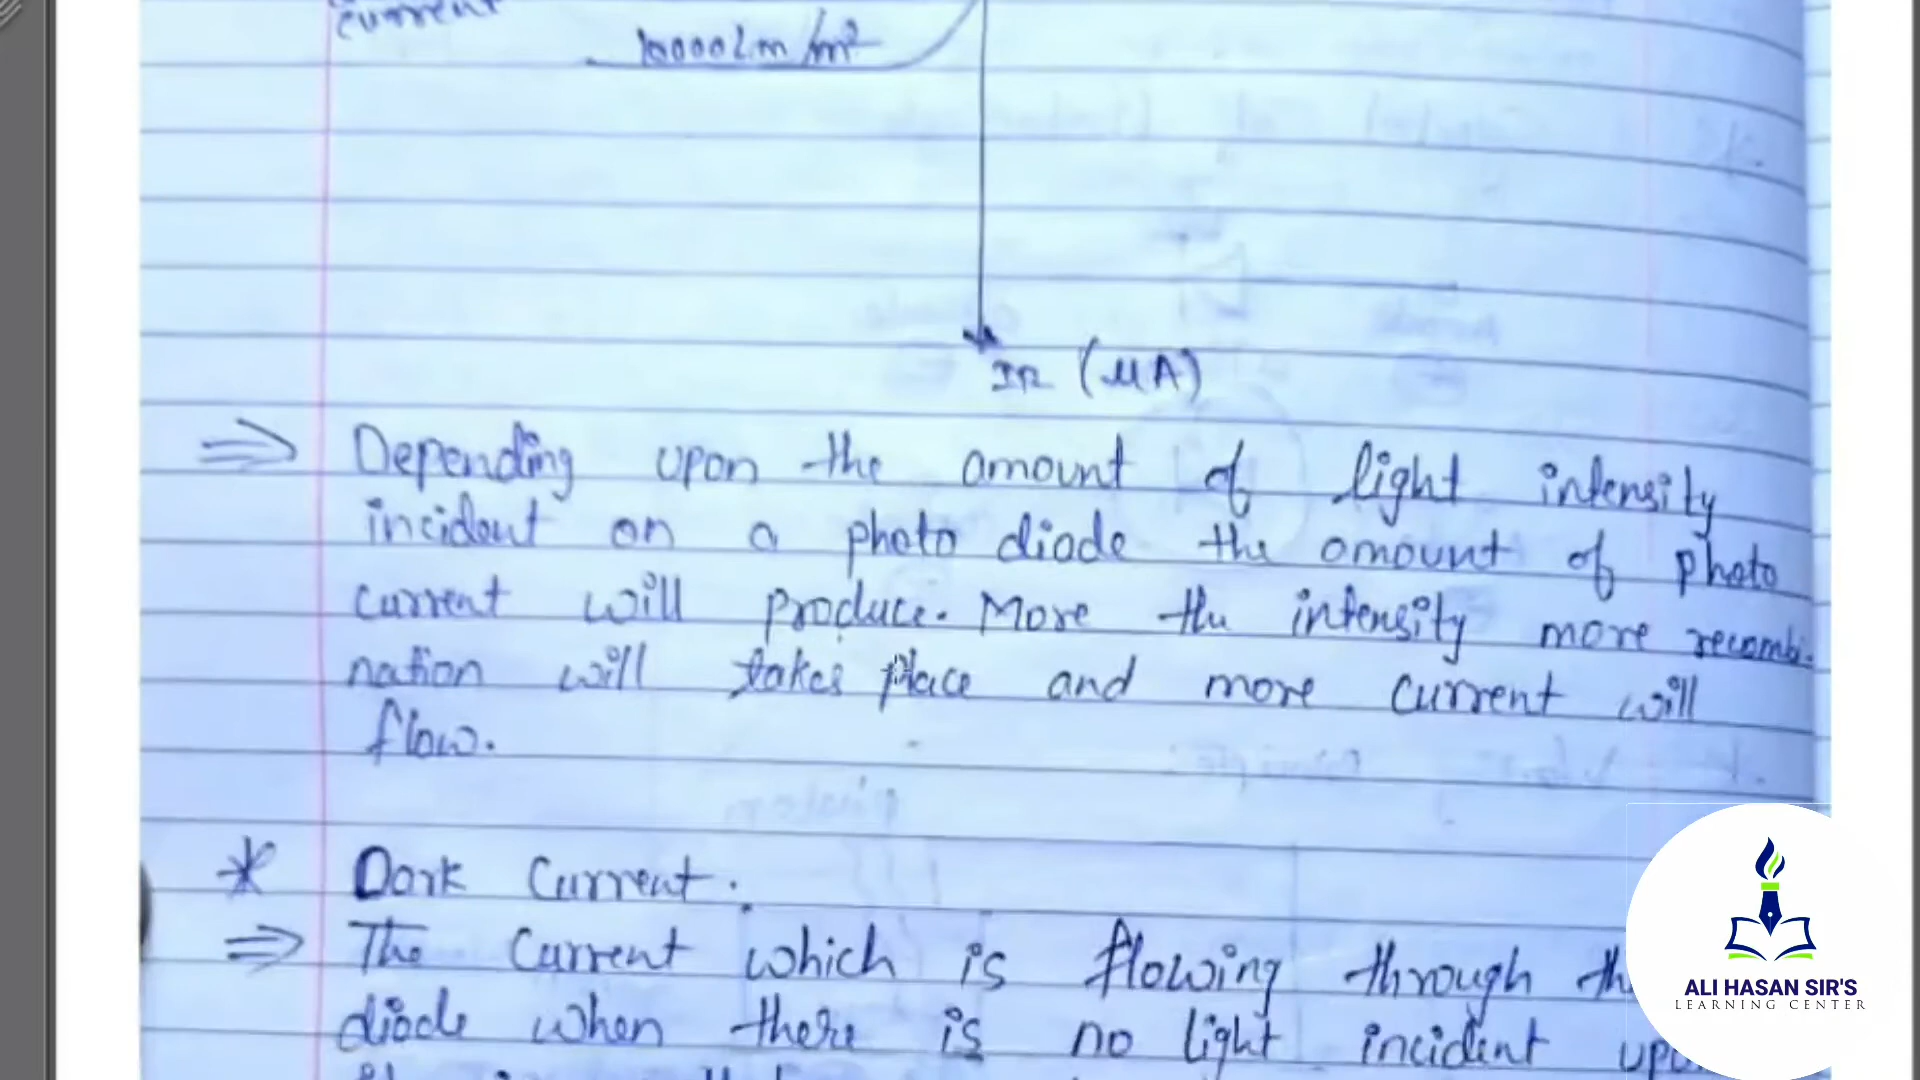 current
10000Lm/m²
IR (μA)
⇒ Depending upon the amount of light intensity
incident on a photo diode the amount of photo
current will produce. More the intensity more recombi-
nation will takes place and more current will
flow.
* Dark Current.
⇒ The Current which is flowing through th
diode when there is no light incident upo
ALI HASAN SIR'S
LEARNING CENTER